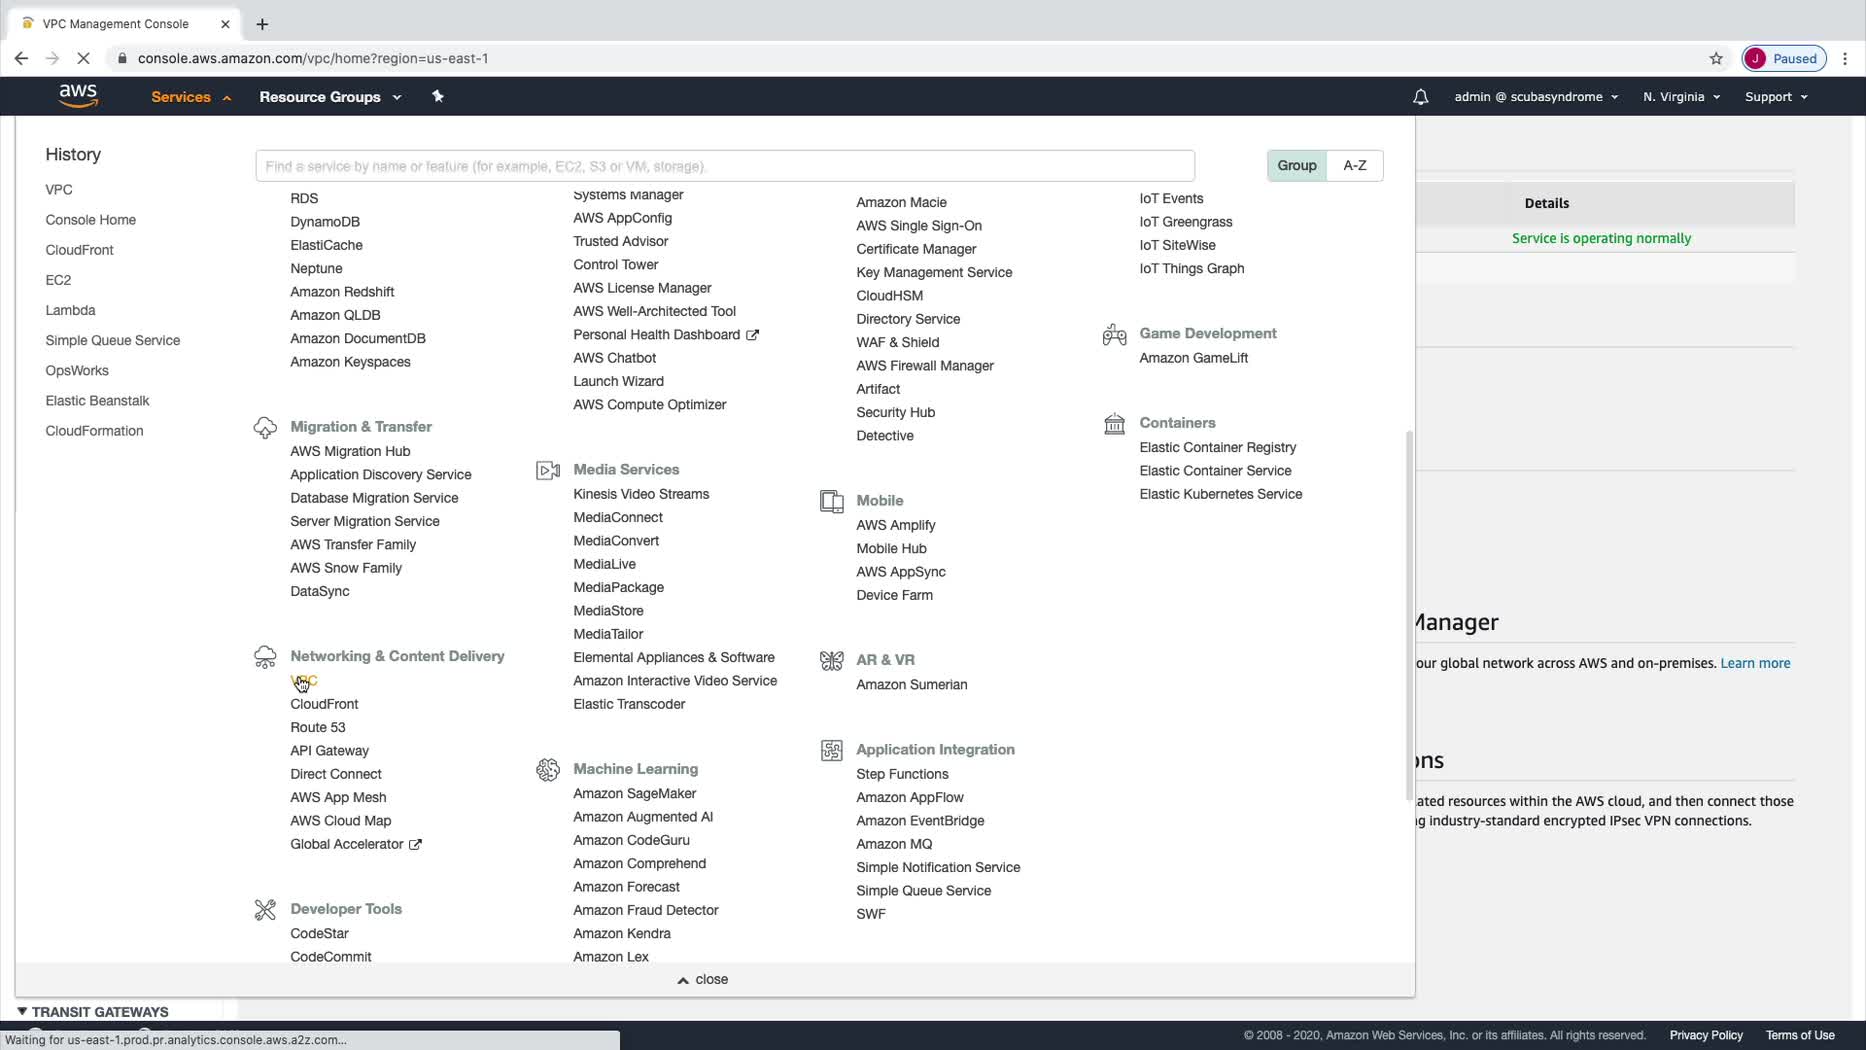 VPC Management Console
console.aws.amazon.com/vpc/home?region=us-east-1
J Paused
aws Services Resource Groups admin @ scubasyndrome N. Virginia Support
History
VPC
Console Home
CloudFront
EC2
Lambda
Simple Queue Service
OpsWorks
Elastic Beanstalk
CloudFormation
Find a service by name or feature (for example, EC2, S3 or VM, storage).
Group A-Z
RDS
DynamoDB
ElastiCache
Neptune
Amazon Redshift
Amazon QLDB
Amazon DocumentDB
Amazon Keyspaces
Migration & Transfer
AWS Migration Hub
Application Discovery Service
Database Migration Service
Server Migration Service
AWS Transfer Family
AWS Snow Family
DataSync
Networking & Content Delivery
VPC
CloudFront
Route 53
API Gateway
Direct Connect
AWS App Mesh
AWS Cloud Map
Global Accelerator
Developer Tools
CodeStar
CodeCommit
Systems Manager
AWS AppConfig
Trusted Advisor
Control Tower
AWS License Manager
AWS Well-Architected Tool
Personal Health Dashboard
AWS Chatbot
Launch Wizard
AWS Compute Optimizer
Media Services
Kinesis Video Streams
MediaConnect
MediaConvert
MediaLive
MediaPackage
MediaStore
MediaTailor
Elemental Appliances & Software
Amazon Interactive Video Service
Elastic Transcoder
Machine Learning
Amazon SageMaker
Amazon Augmented AI
Amazon CodeGuru
Amazon Comprehend
Amazon Forecast
Amazon Fraud Detector
Amazon Kendra
Amazon Lex
Amazon Macie
AWS Single Sign-On
Certificate Manager
Key Management Service
CloudHSM
Directory Service
WAF & Shield
AWS Firewall Manager
Artifact
Security Hub
Detective
Mobile
AWS Amplify
Mobile Hub
AWS AppSync
Device Farm
AR & VR
Amazon Sumerian
Application Integration
Step Functions
Amazon AppFlow
Amazon EventBridge
Amazon MQ
Simple Notification Service
Simple Queue Service
SWF
IoT Events
IoT Greengrass
IoT SiteWise
IoT Things Graph
Game Development
Amazon GameLift
Containers
Elastic Container Registry
Elastic Container Service
Elastic Kubernetes Service
close
Details
Service is operating normally
Manager
our global network across AWS and on-premises. Learn more
ons
ated resources within the AWS cloud, and then connect those
g industry-standard encrypted IPsec VPN connections.
TRANSIT GATEWAYS
Waiting for us-east-1.prod.pr.analytics.console.aws.a2z.com...
© 2008 - 2020, Amazon Web Services, Inc. or its affiliates. All rights reserved. Privacy Policy Terms of Use